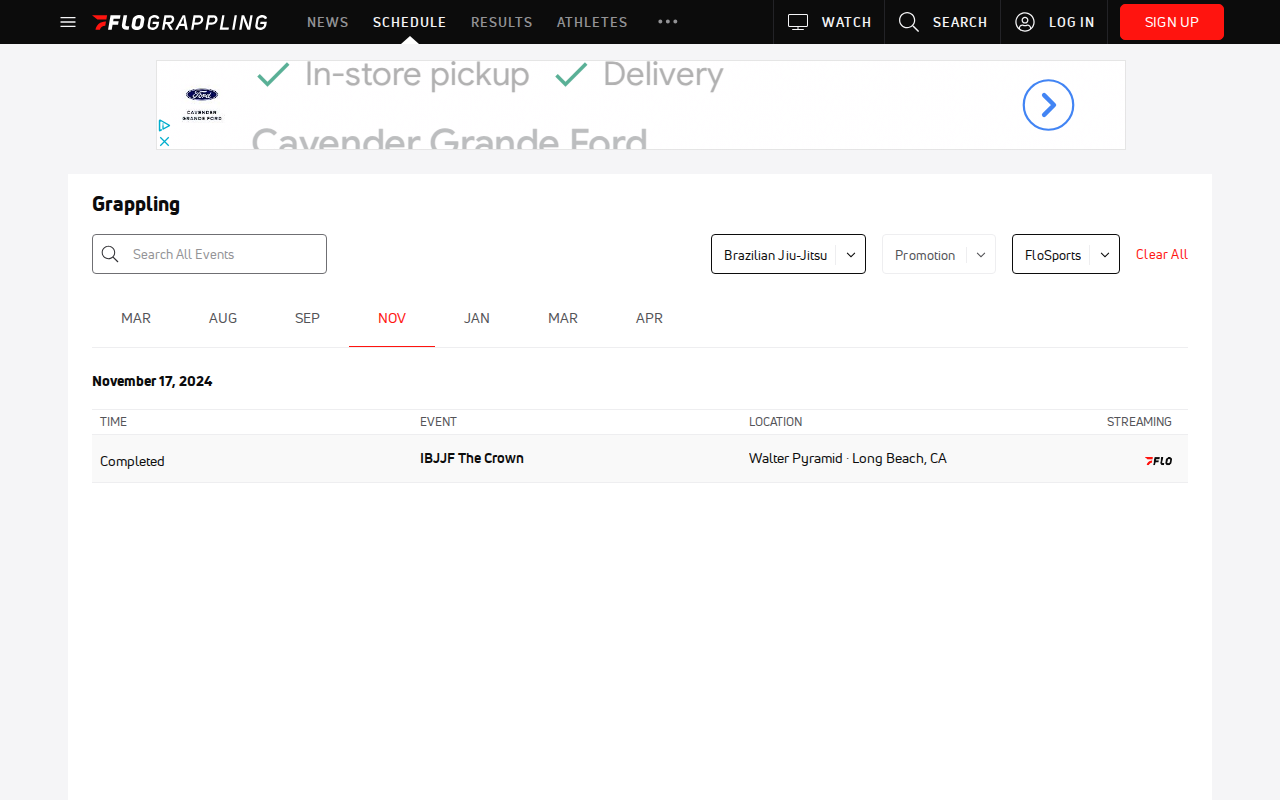 FLOGRAPPLING NEWS SCHEDULE RESULTS ATHLETES WATCH SEARCH LOG IN SIGN UP
In-store pickup Delivery
Ford
CAVENDER
GRANDE FORD
Cavender Grande Ford
Grappling
Search All Events Brazilian Jiu-Jitsu Promotion FloSports Clear All
MAR AUG SEP NOV JAN MAR APR
November 17, 2024
TIME EVENT LOCATION STREAMING
Completed IBJJF The Crown Walter Pyramid · Long Beach, CA FLO